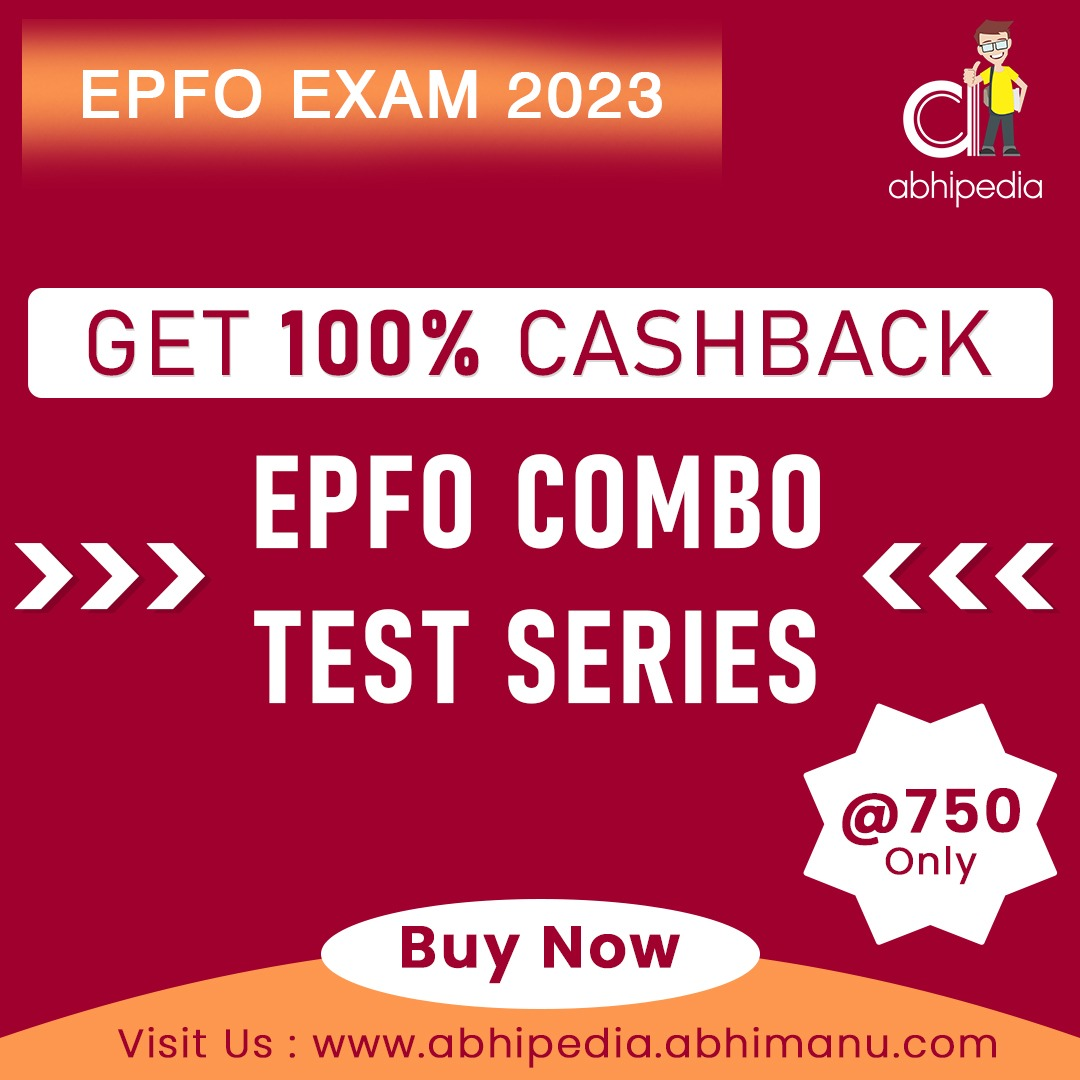 EPFO EXAM 2023
abhipedia
GET 100% CASHBACK
EPFO COMBO
TEST SERIES
@750
Only
Buy Now
Visit Us : www.abhipedia.abhimanu.com